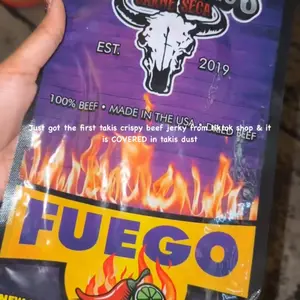 CARNE SECA
EST.
2019
100% BEEF • MADE IN THE USA •
BEEF
Just got the first takis crispy beef jerky from tiktok shop & it
is COVERED in takis dust
FUEGO